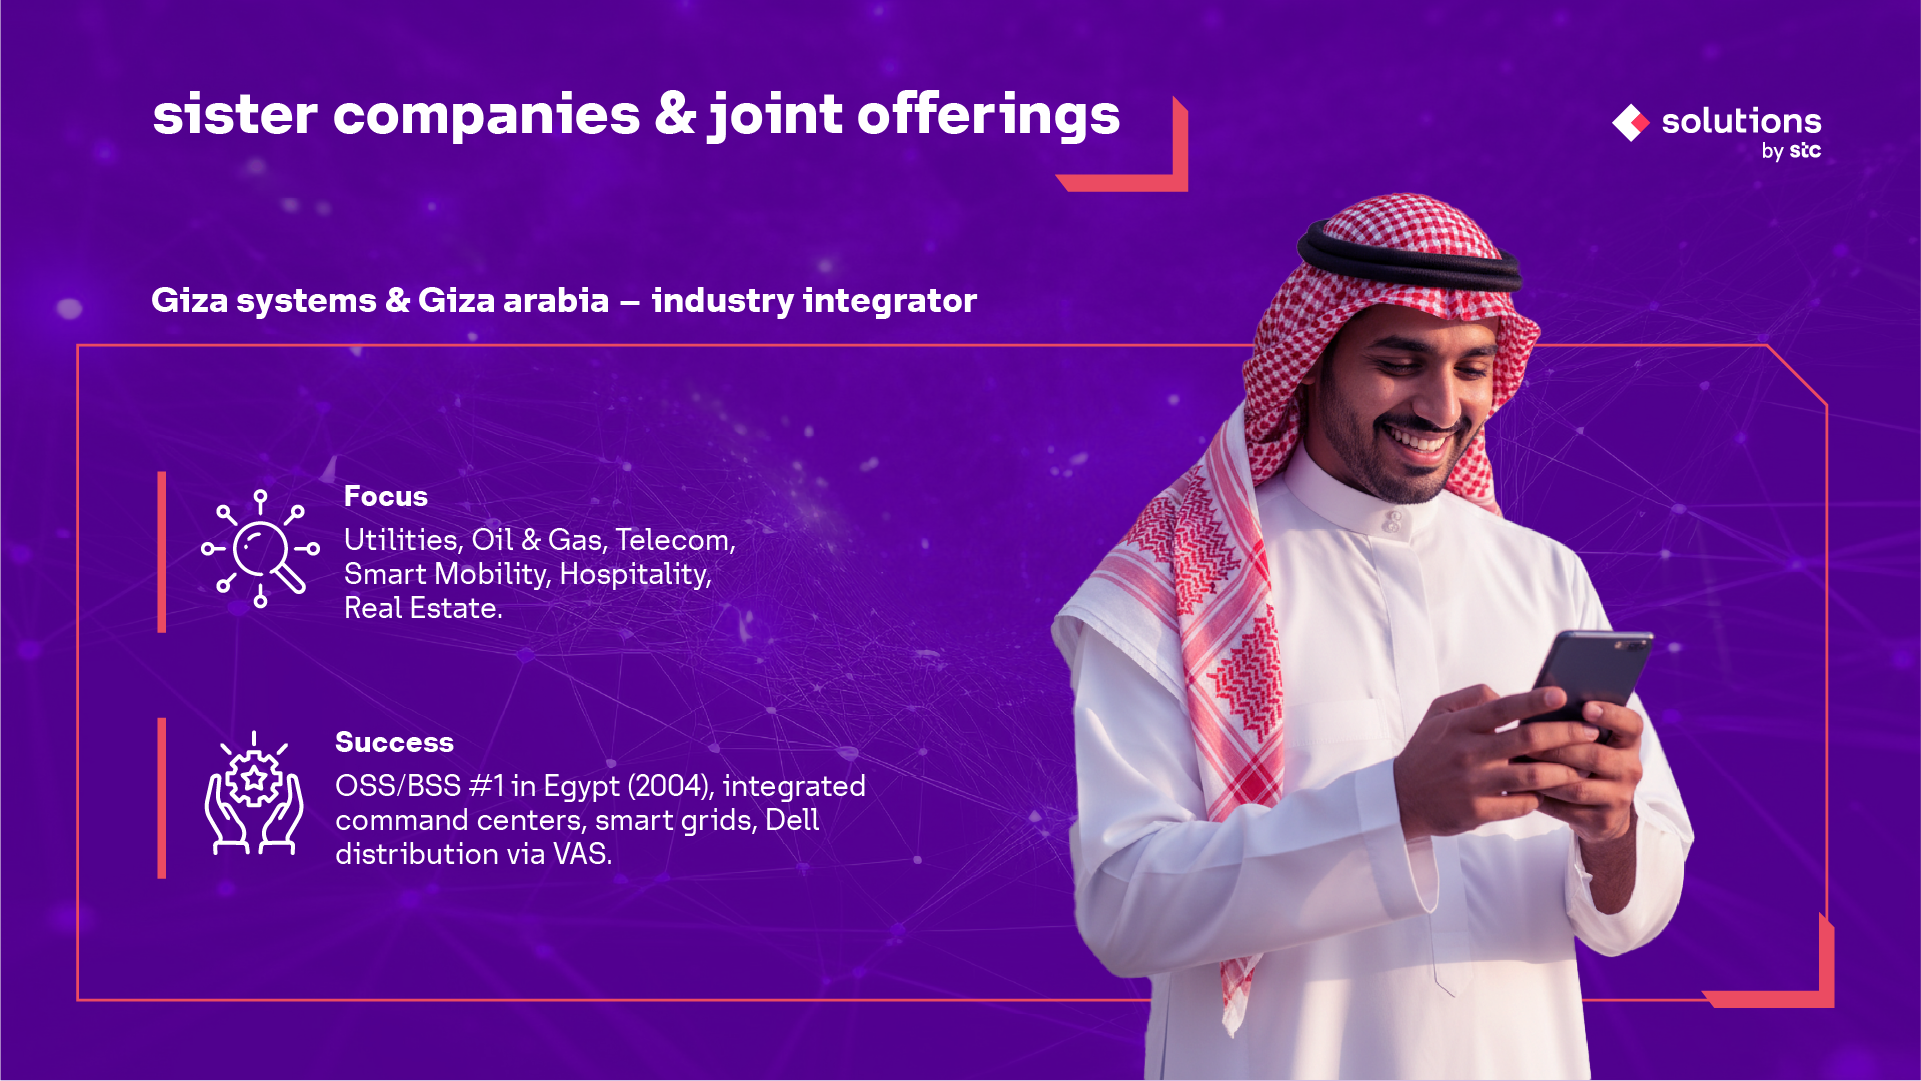 sister companies & joint offerings
solutions
by stc
Giza systems & Giza arabia – industry integrator
Focus
Utilities, Oil & Gas, Telecom,
Smart Mobility, Hospitality,
Real Estate.
Success
OSS/BSS #1 in Egypt (2004), integrated
command centers, smart grids, Dell
distribution via VAS.